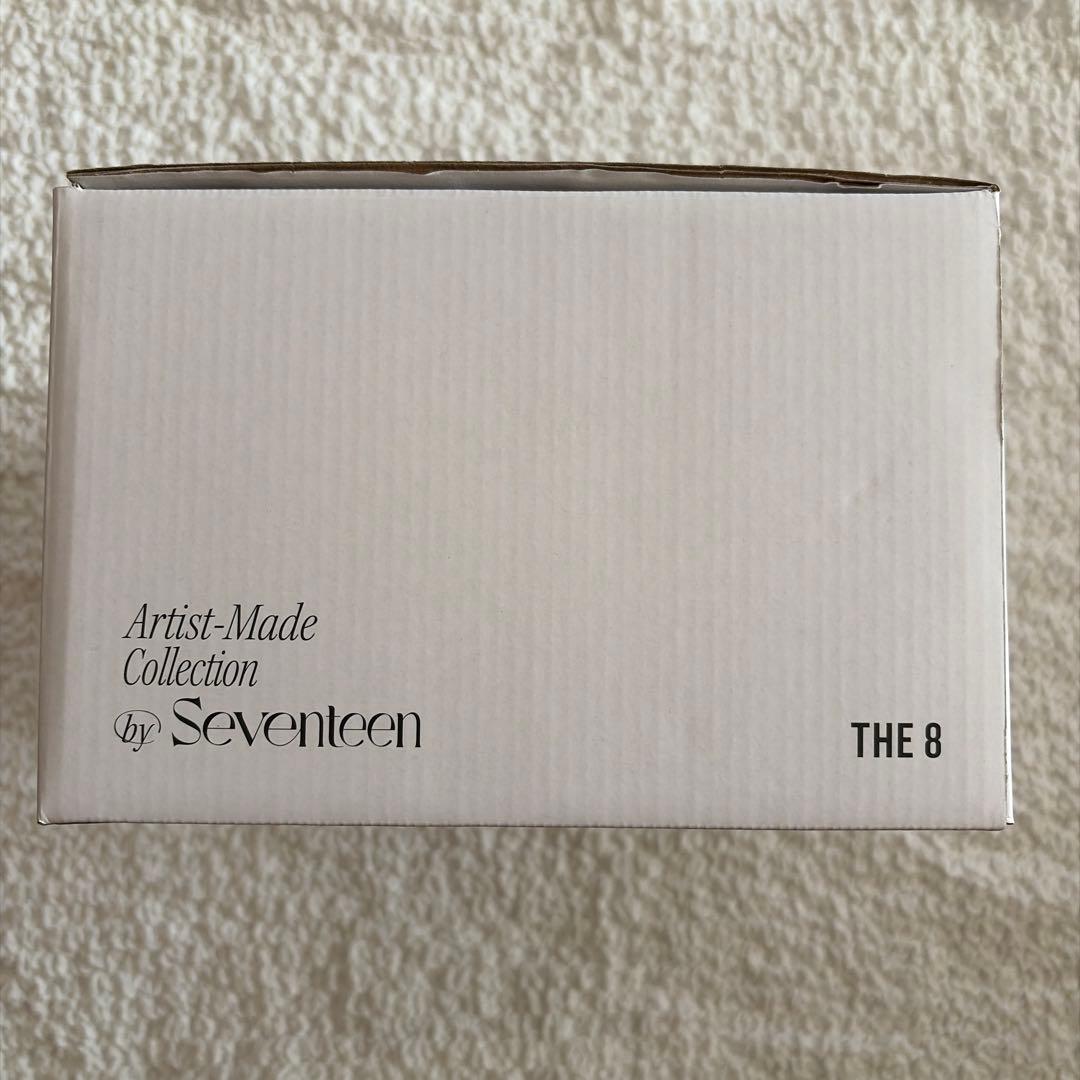 Artist-Made
Collection
by Seventeen
THE 8